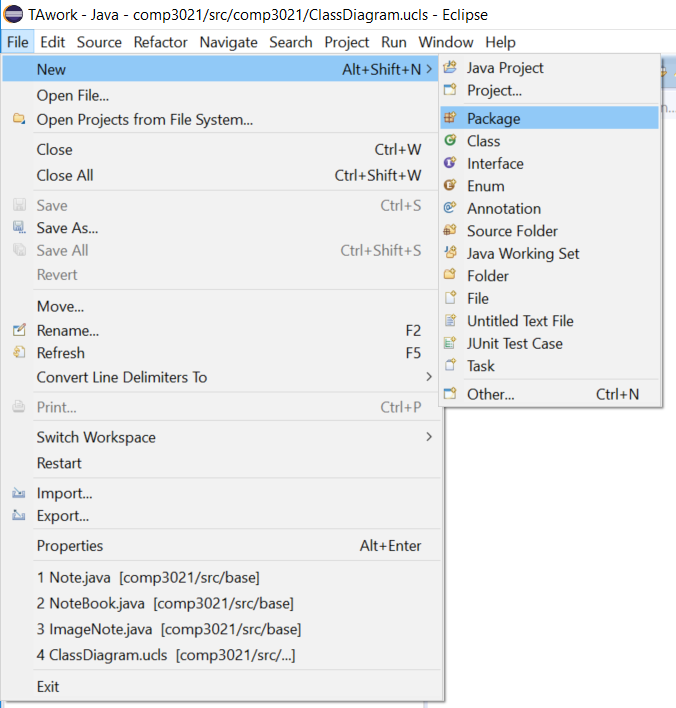 TAwork - Java - comp3021/src/comp3021/ClassDiagram.ucls - Eclipse
File Edit Source Refactor Navigate Search Project Run Window Help
New Alt+Shift+N
Open File...
Open Projects from File System...
Close Ctrl+W
Close All Ctrl+Shift+W
Save Ctrl+S
Save As...
Save All Ctrl+Shift+S
Revert
Move...
Rename... F2
Refresh F5
Convert Line Delimiters To
Print... Ctrl+P
Switch Workspace
Restart
Import...
Export...
Properties Alt+Enter
1 Note.java [comp3021/src/base]
2 NoteBook.java [comp3021/src/base]
3 ImageNote.java [comp3021/src/base]
4 ClassDiagram.ucls [comp3021/src/...]
Exit
Java Project
Project...
Package
Class
Interface
Enum
Annotation
Source Folder
Java Working Set
Folder
File
Untitled Text File
JUnit Test Case
Task
Other... Ctrl+N